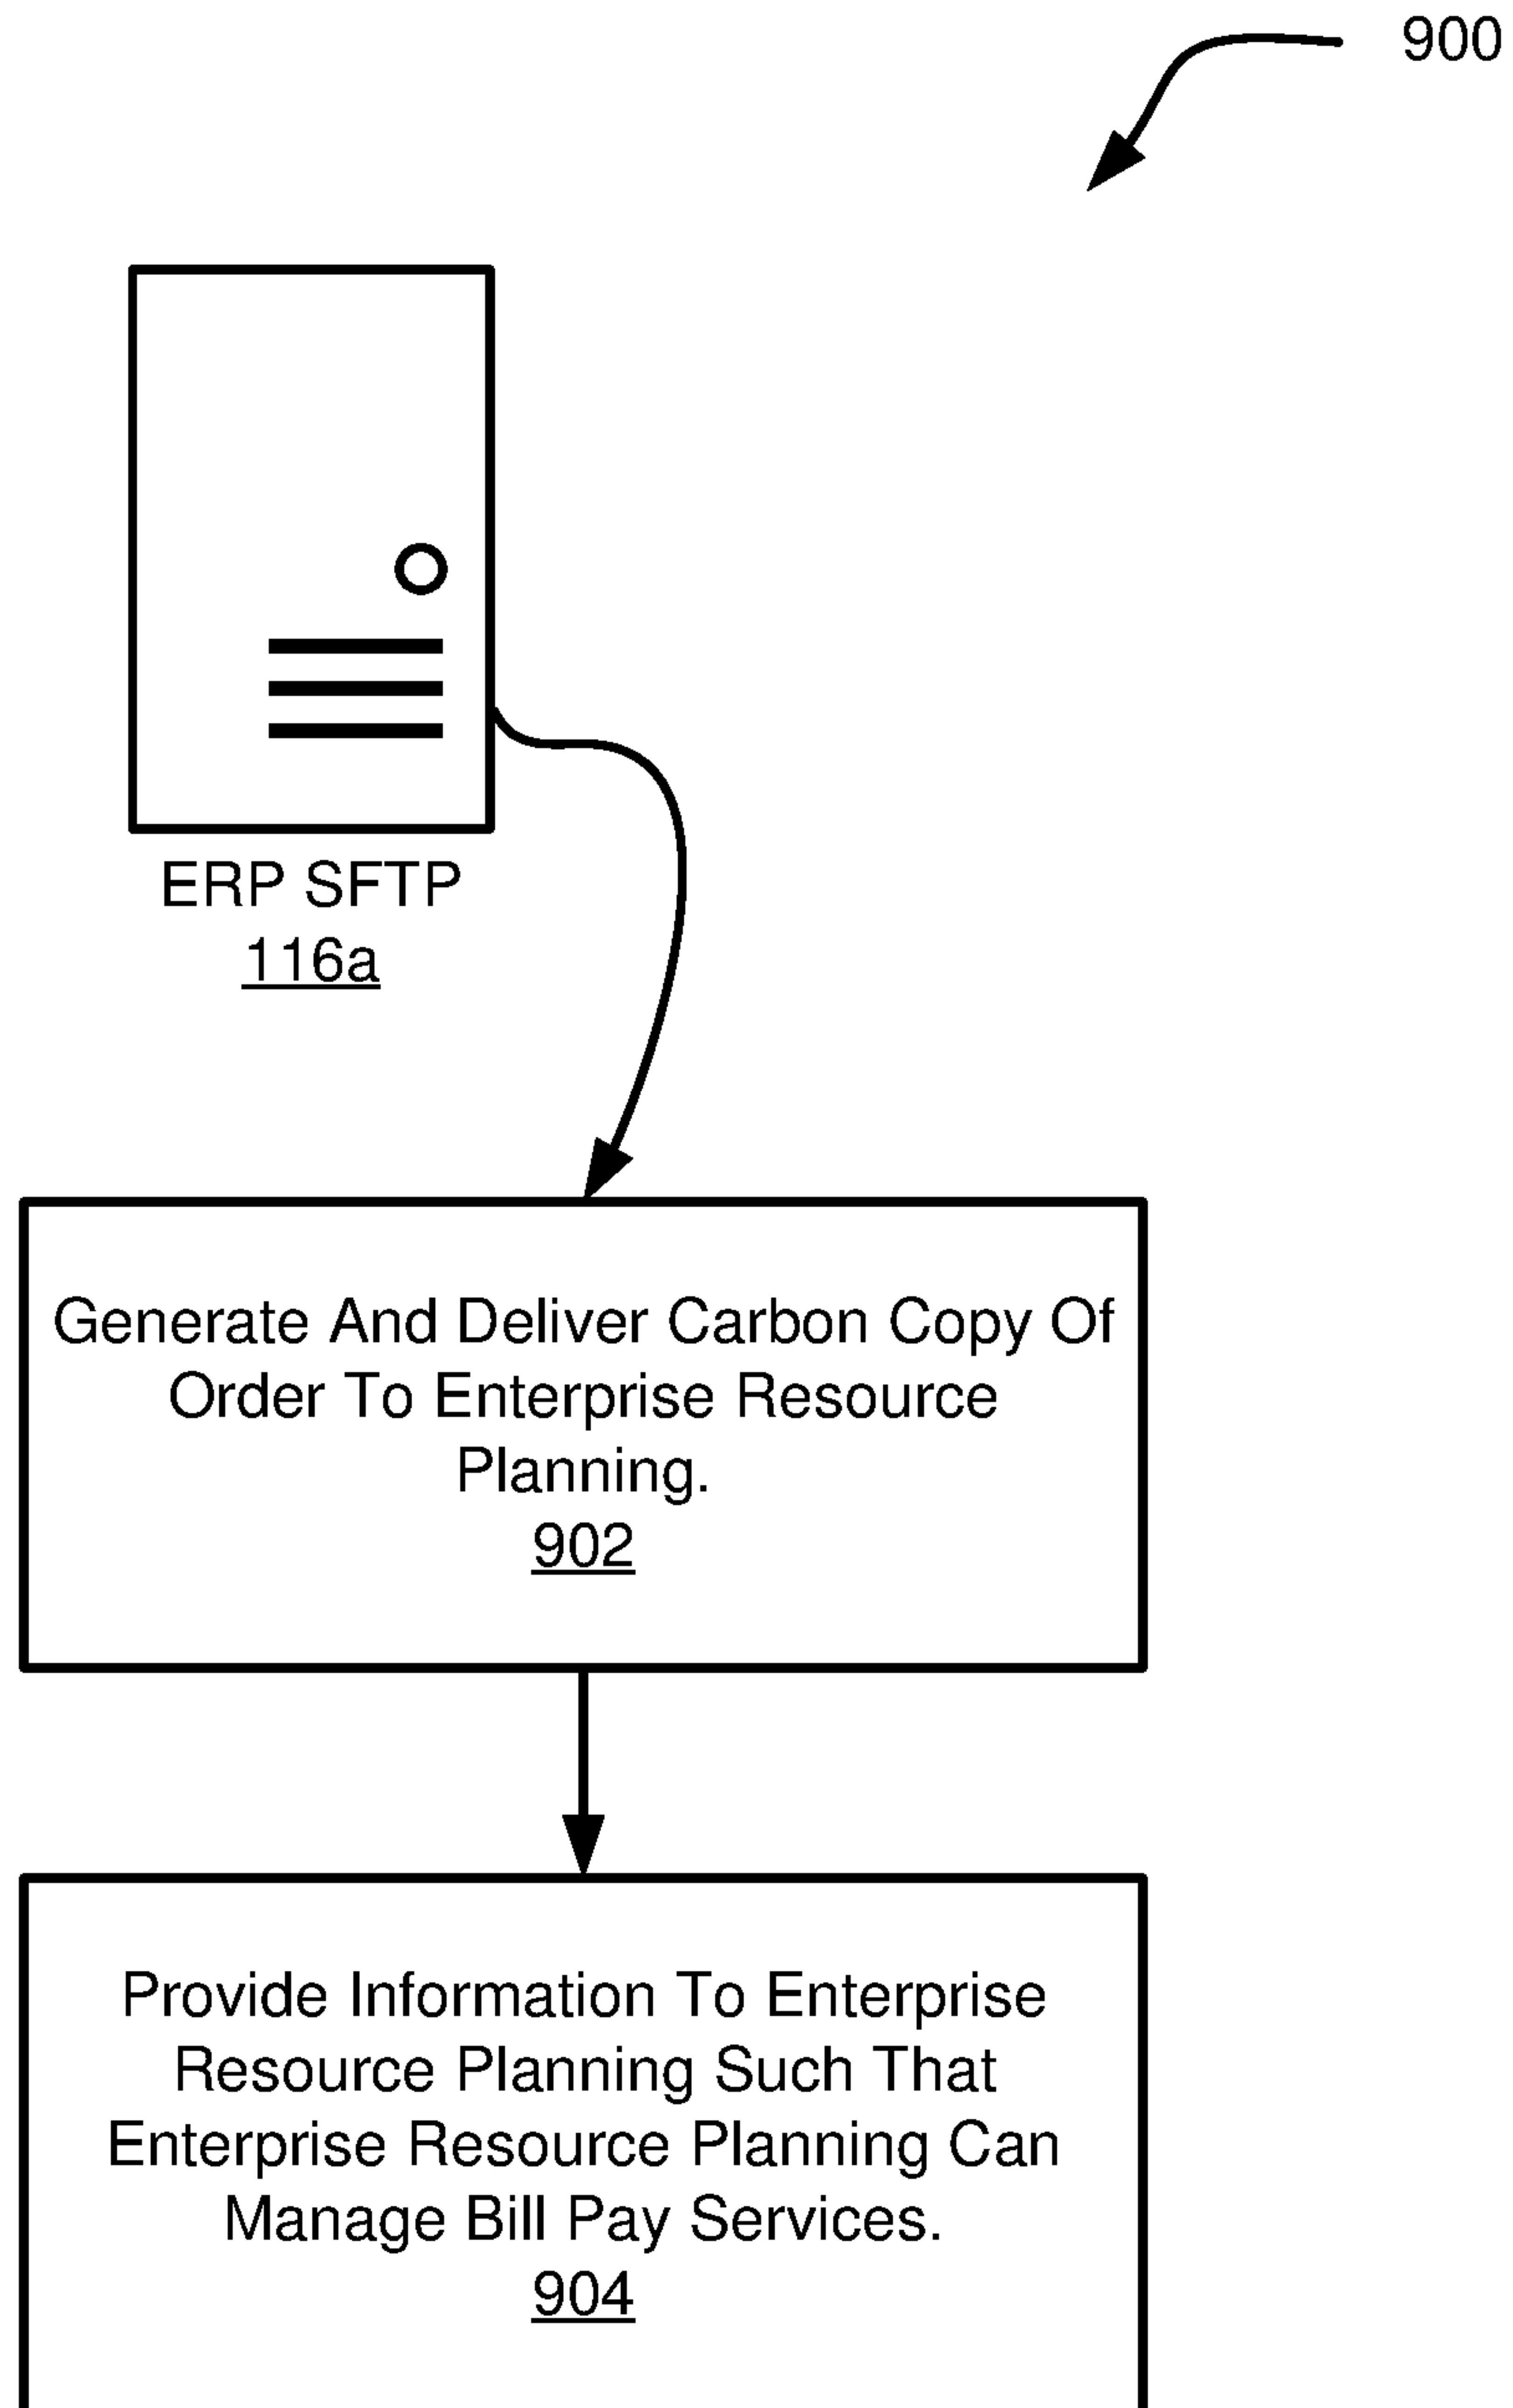 900
ERP SFTP
116a
Generate And Deliver Carbon Copy Of
Order To Enterprise Resource
Planning.
902
Provide Information To Enterprise
Resource Planning Such That
Enterprise Resource Planning Can
Manage Bill Pay Services.
904